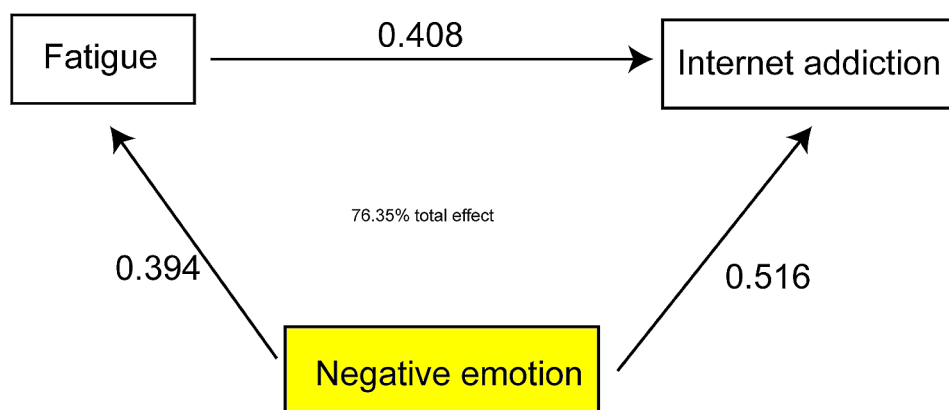 0.408
Fatigue
Internet addiction
76.35% total effect
0.394
0.516
Negative emotion